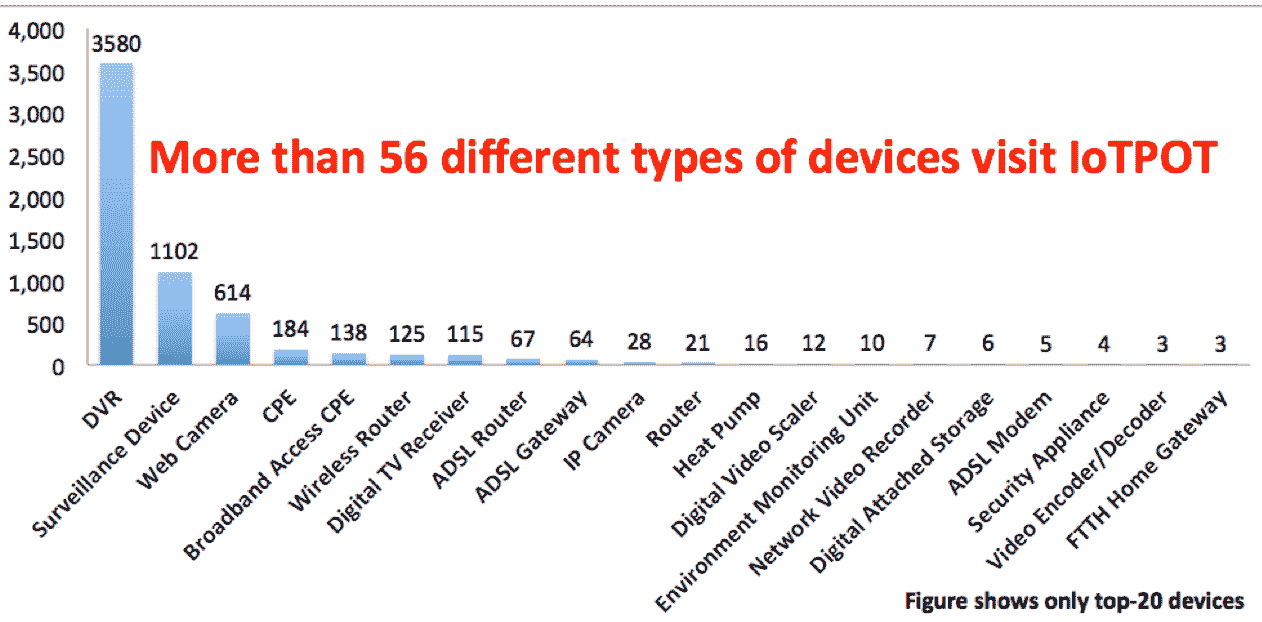 4,000
3,500
3,000
2,500
2,000
1,500
1,000
500
0
3580
1102
614
184
138
125
115
67
64
28
21
16
12
10
7
6
5
4
3
3
More than 56 different types of devices visit IoTPOT
DVR
Surveillance Device
Web Camera
CPE
Broadband Access CPE
Wireless Router
Digital TV Receiver
ADSL Router
ADSL Gateway
IP Camera
Router
Heat Pump
Digital Video Scaler
Environment Monitoring Unit
Network Video Recorder
Digital Attached Storage
ADSL Modem
Security Appliance
Video Encoder/Decoder
FTTH Home Gateway
Figure shows only top-20 devices